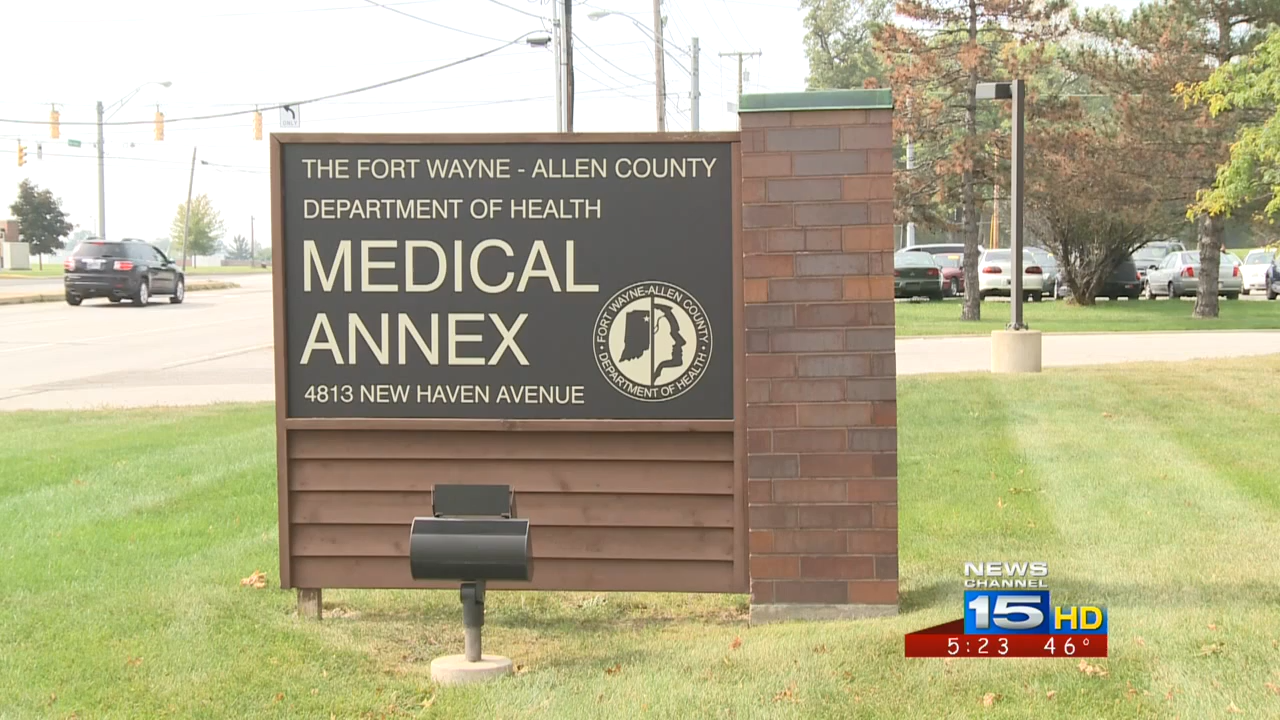 THE FORT WAYNE - ALLEN COUNTY
DEPARTMENT OF HEALTH
MEDICAL
ANNEX
4813 NEW HAVEN AVENUE
FORT WAYNE-ALLEN COUNTY
• DEPARTMENT OF HEALTH •
ONLY
NEWS
CHANNEL
15 HD
5:23 46°